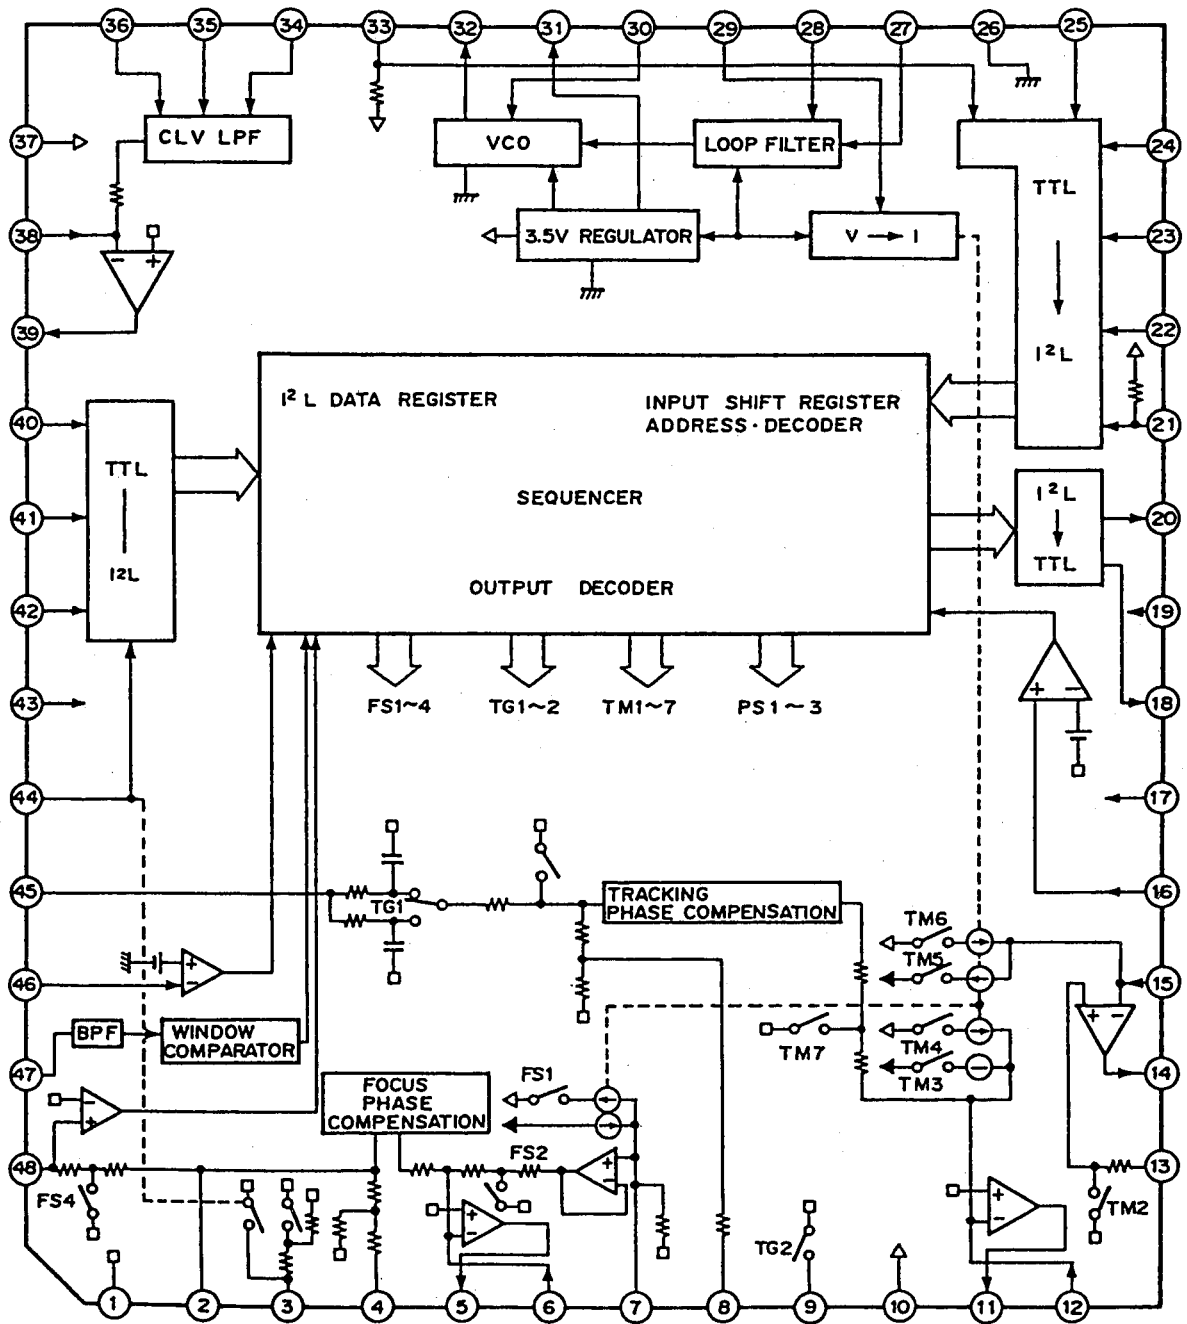 36 35 34 33 32 31 30 29 28 27 26 25
37
CLV LPF
VCO
LOOP FILTER
24
TTL
38
3.5V REGULATOR
V → I
23
− +
39
22
I²L
I²L DATA REGISTER
INPUT SHIFT REGISTER
ADDRESS·DECODER
40
21
TTL
I²L
SEQUENCER
41
20
I²L
TTL
OUTPUT DECODER
42
19
+ −
43
FS1~4
TG1~2
TM1~7
PS1~3
18
44
17
45
TG1
TRACKING
PHASE COMPENSATION
16
TM6
TM5
+
−
46
15
+ −
BPF
WINDOW
COMPARATOR
TM7
TM4
TM3
47
14
FOCUS
PHASE
COMPENSATION
FS1
−
+
FS2
+
−
48
13
FS4
+
−
TG2
+
−
TM2
1 2 3 4 5 6 7 8 9 10 11 12